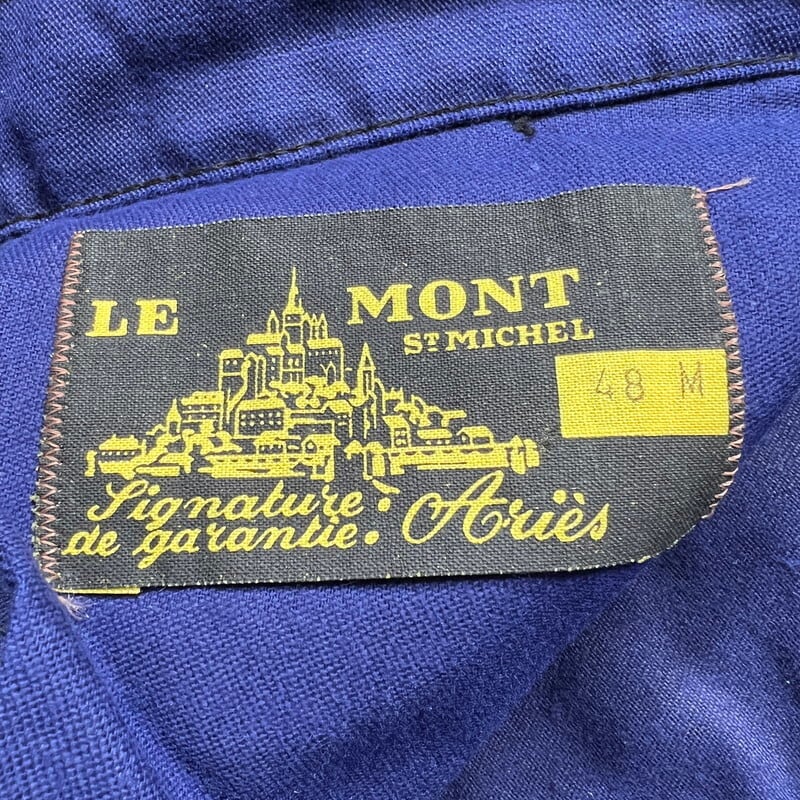 LE MONT
ST MICHEL
48 M
Signature
de garantie : Ariès